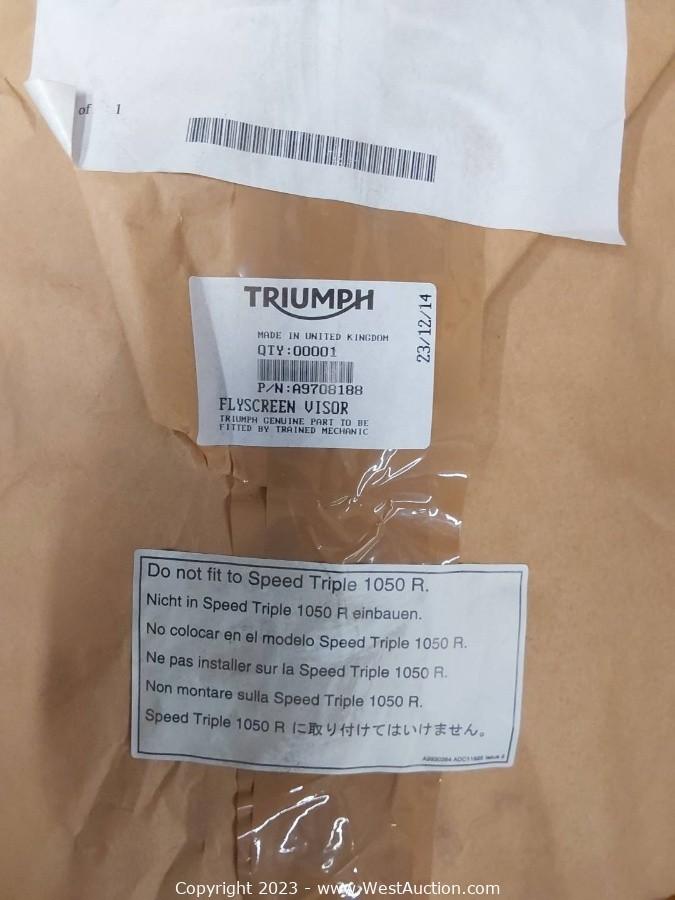 of 1
TRIUMPH
23/12/14
MADE IN UNITED KINGDOM
QTY:00001
P/N:A9708188
FLYSCREEN VISOR
TRIUMPH GENUINE PART TO BE
FITTED BY TRAINED MECHANIC
Do not fit to Speed Triple 1050 R.
Nicht in Speed Triple 1050 R einbauen.
No colocar en el modelo Speed Triple 1050 R.
Ne pas installer sur la Speed Triple 1050 R.
Non montare sulla Speed Triple 1050 R.
Speed Triple 1050 R に取り付けてはいけません。
Issue 2
Copyright 2023 - www.WestAuction.com